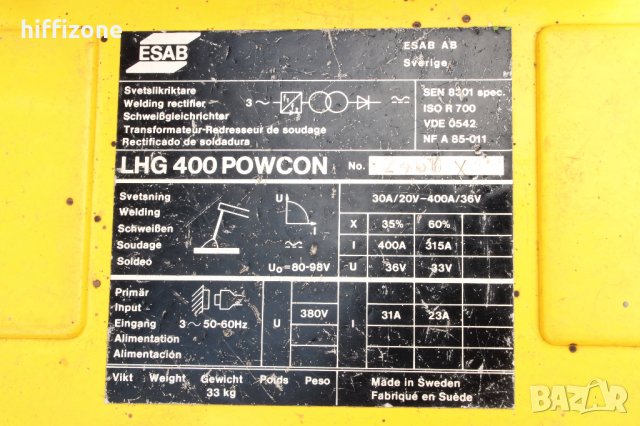 hiffizone
ESAB
ESAB AB
Sverige
Svetslikriktare
Welding rectifier
Schweißgleichrichter
Transformateur-Redresseur de soudage
Rectificado de soldadura
3~
SEN 8301 spec.
ISO R 700
VDE 0542
NF A 85-011
LHG 400 POWCON No.
Svetsning
Welding
Schweißen
Soudage
Soldeo
U
I
U₀=80-98V
30A/20V-400A/36V
X 35% 60%
I 400A 315A
U 36V 33V
Primär
Input
Eingang
Alimentation
Alimentación
3~50-60Hz
U 380V
I 31A 23A
Vikt Weight Gewicht Poids Peso
33 kg
Made in Sweden
Fabriqué en Suède
BAZAR